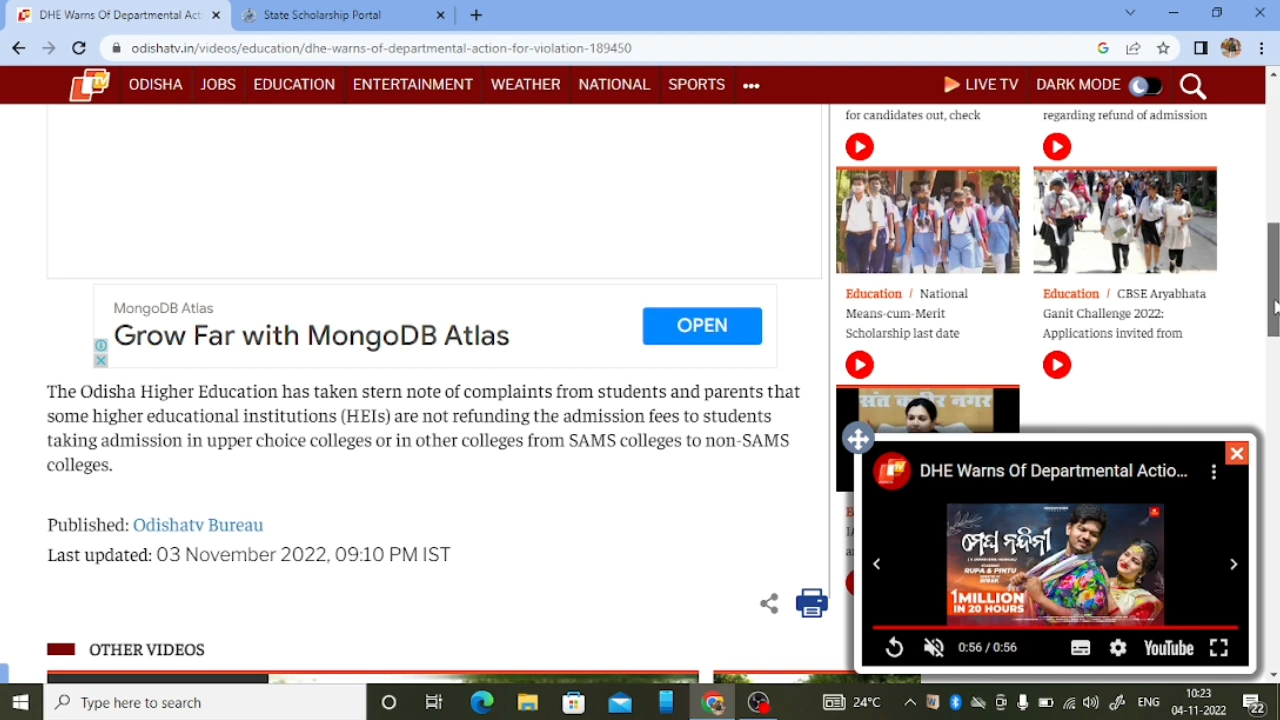 DHE Warns Of Departmental Act
State Scholarship Portal
odishatv.in/videos/education/dhe-warns-of-departmental-action-for-violation-189450
ODISHA JOBS EDUCATION ENTERTAINMENT WEATHER NATIONAL SPORTS ••• LIVE TV DARK MODE
for candidates out, check
regarding refund of admission
MongoDB Atlas
Grow Far with MongoDB Atlas
OPEN
The Odisha Higher Education has taken stern note of complaints from students and parents that
some higher educational institutions (HEIs) are not refunding the admission fees to students
taking admission in upper choice colleges or in other colleges from SAMS colleges to non-SAMS
colleges.
Published: Odishatv Bureau
Last updated: 03 November 2022, 09:10 PM IST
OTHER VIDEOS
Education / National
Means-cum-Merit
Scholarship last date
Education / CBSE Aryabhata
Ganit Challenge 2022:
Applications invited from
संत कबीर नगर
DHE Warns Of Departmental Actio...
ମେଘ ନନ୍ଦିନୀ
RUPA & PINTU
1MILLION
IN 20 HOURS
0:56 / 0:56
YouTube
Type here to search
24°C
ENG
10:23
04-11-2022
22